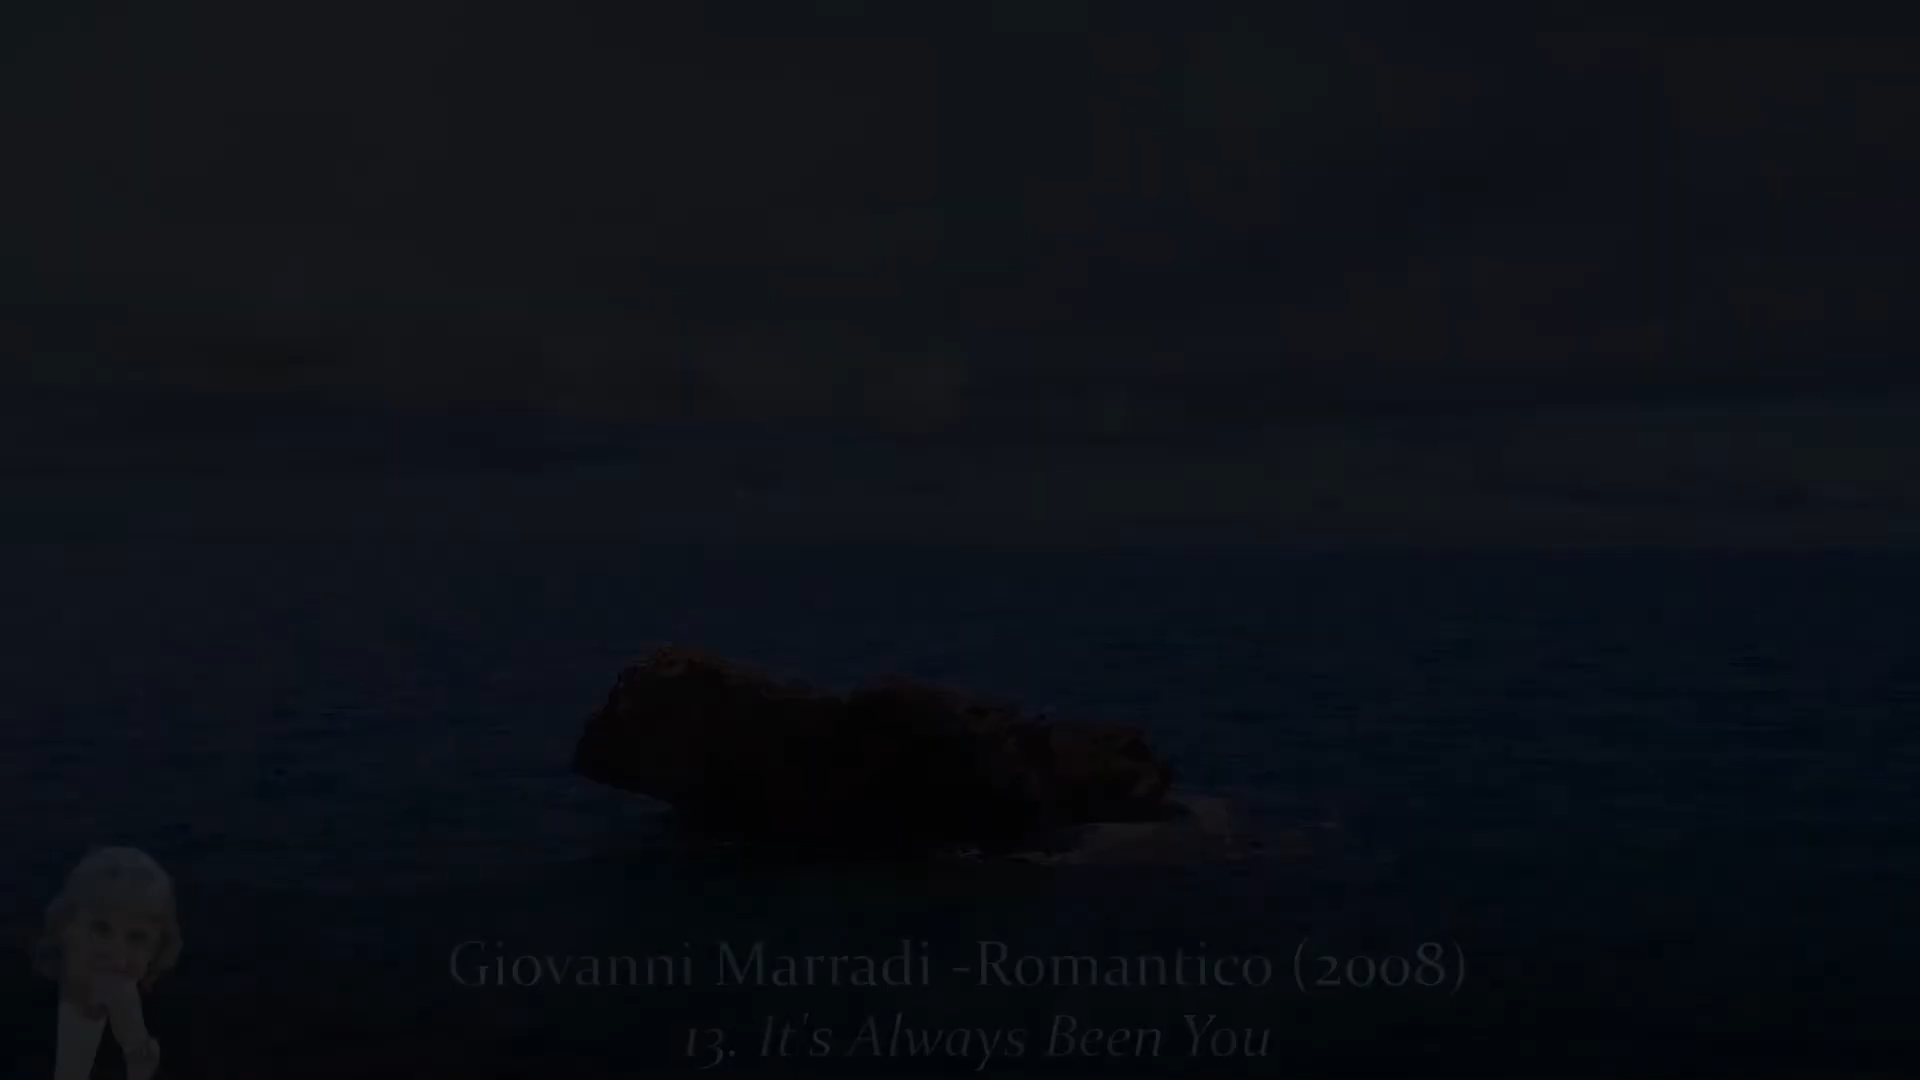 Giovanni Marradi -Romantico (2008)
13. It's Always Been You